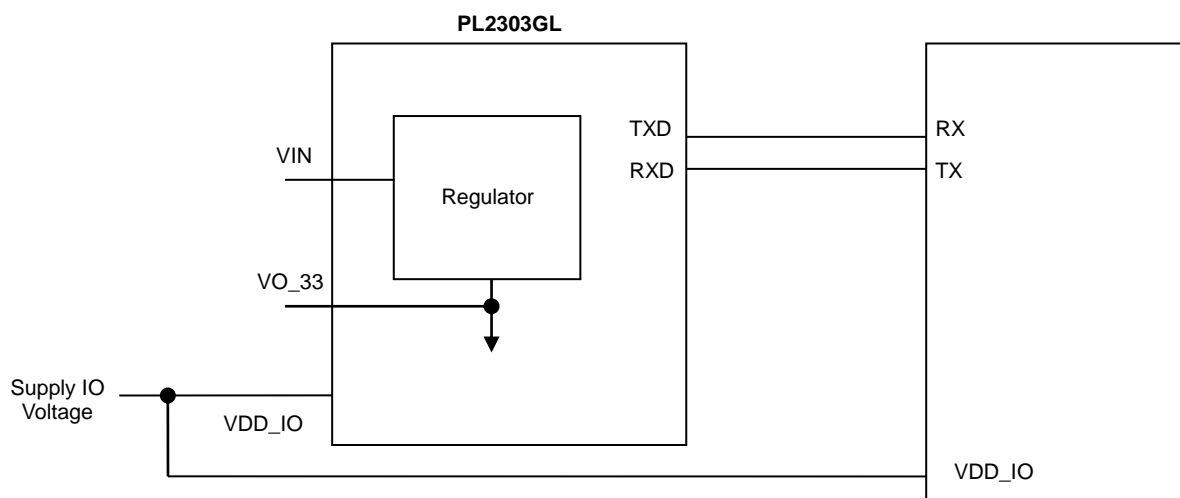 PL2303GL
TXD
RX
VIN
RXD
TX
Regulator
VO_33
Supply IO
Voltage
VDD_IO
VDD_IO